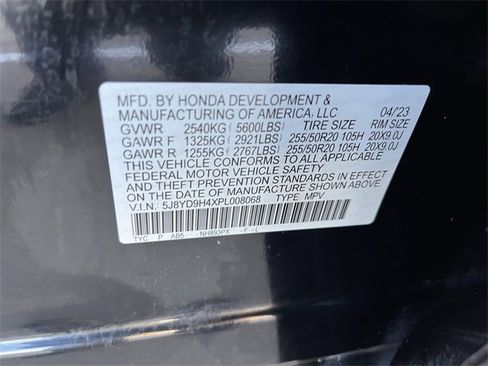 MFD. BY HONDA DEVELOPMENT &
MANUFACTURING OF AMERICA, LLC 04/23
GVWR 2540KG ( 5600LBS) TIRE SIZE RIM SIZE
GAWR F 1325KG ( 2921LBS) 255/50R20 105H 20X9.0J
GAWR R 1255KG ( 2767LBS) 255/50R20 105H 20X9.0J
THIS VEHICLE CONFORMS TO ALL APPLICABLE
FEDERAL MOTOR VEHICLE SAFETY
AND THEFT PREVENTION STANDARDS IN EFFECT
ON THE DATE OF MANUFACTURE SHOWN ABOVE.
V.I.N. 5J8YD9H4XPL008068 TYPE MPV
TYC P AB5 -NH893PX -F -L